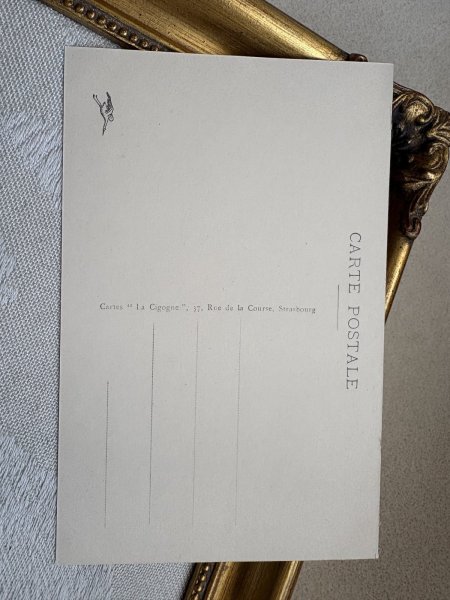 CARTE POSTALE
Cartes " La Cigogne ", 37, Rue de la Course, Strasbourg